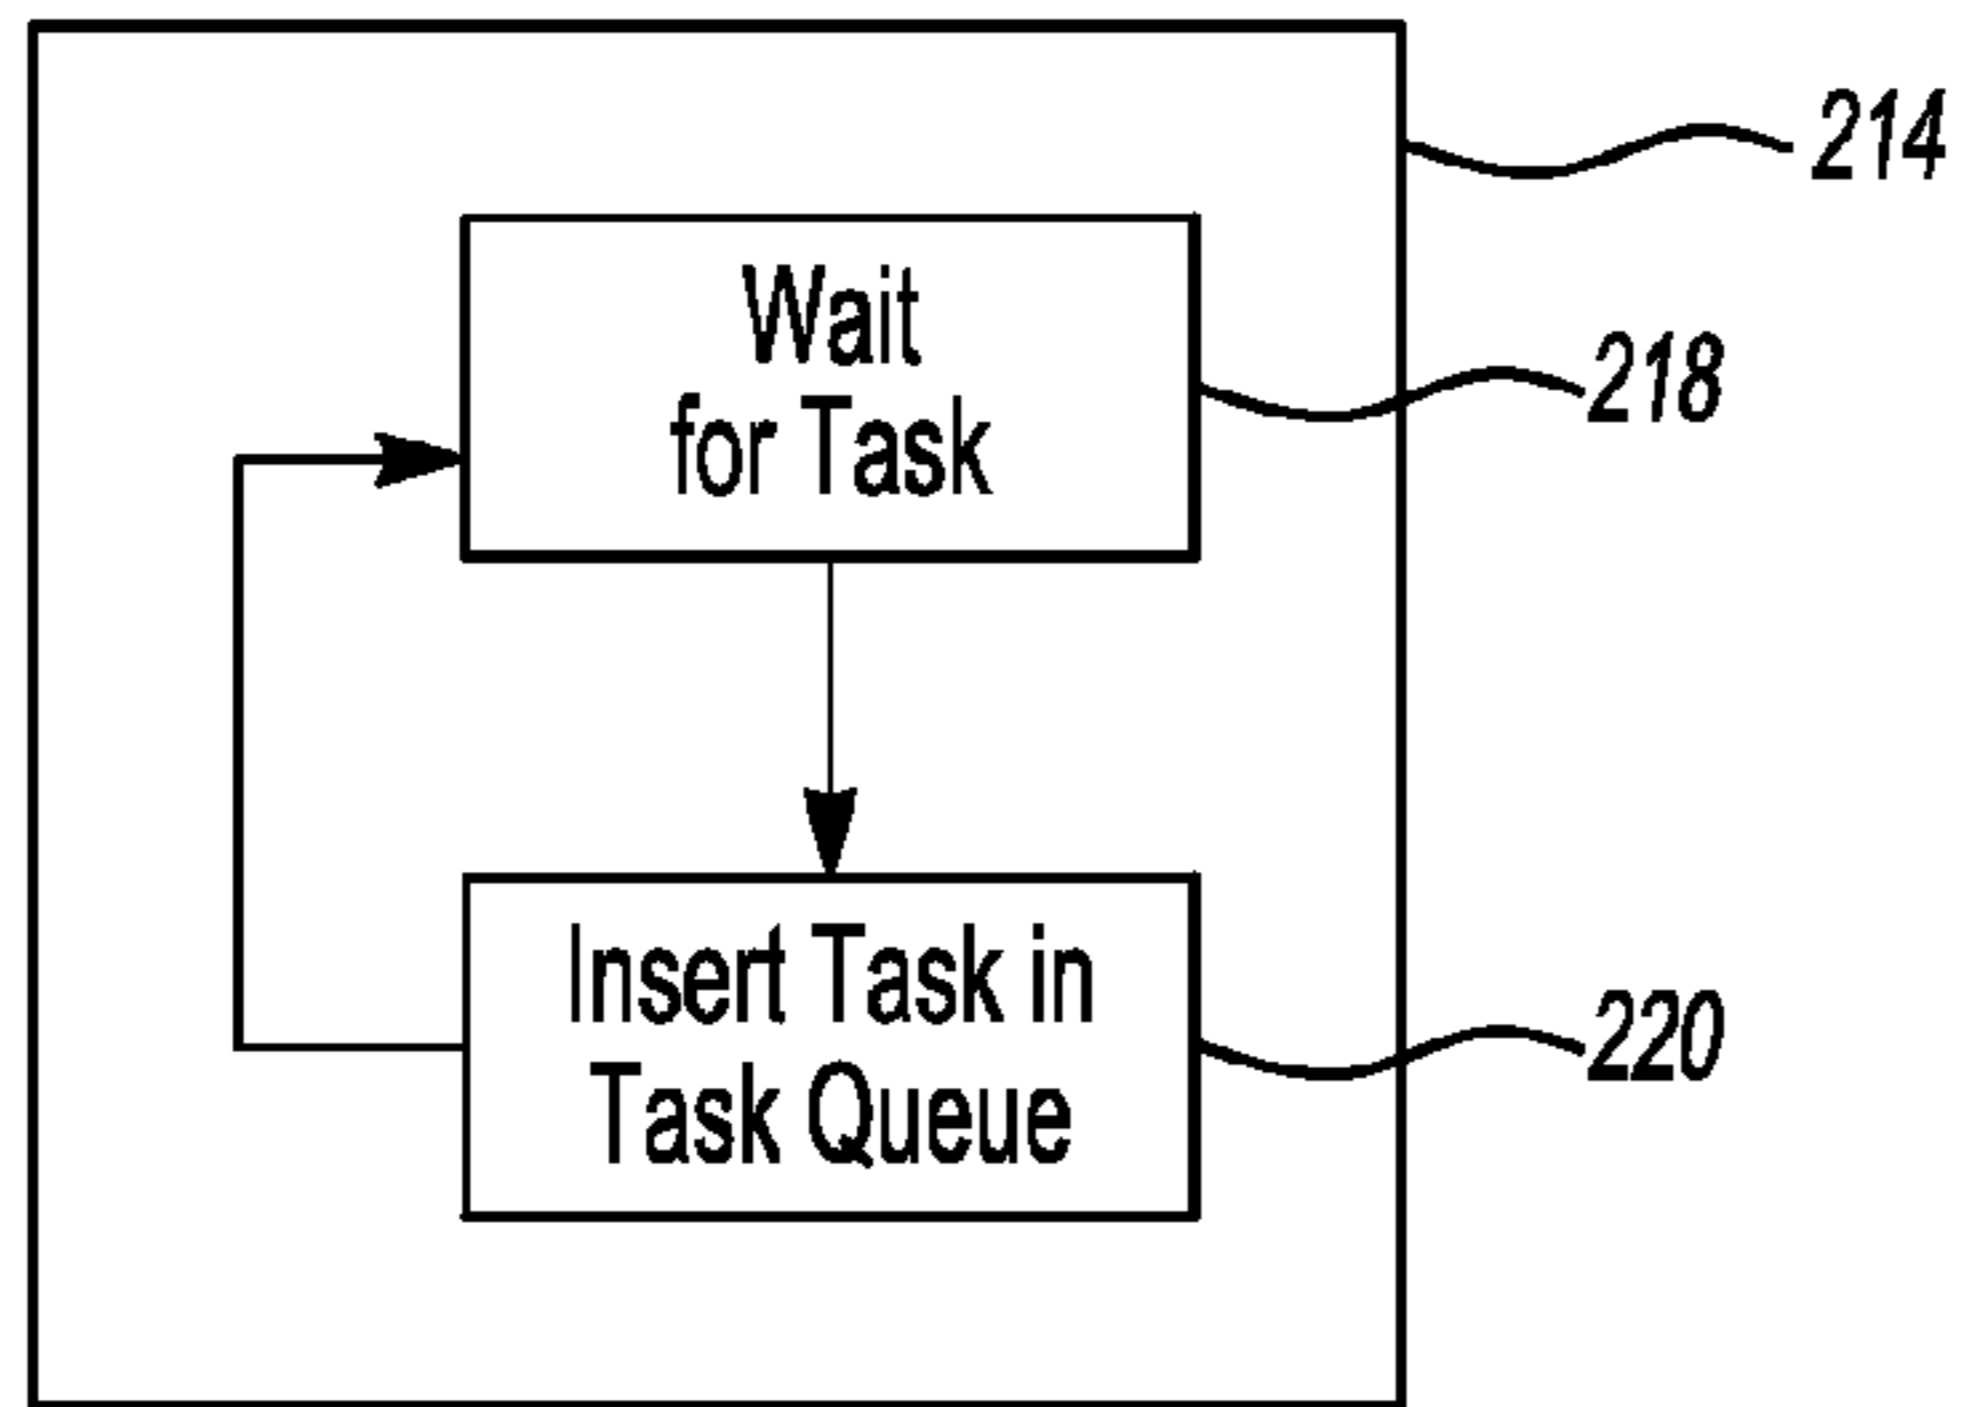 214
Wait
for Task
218
Insert Task in
Task Queue
220